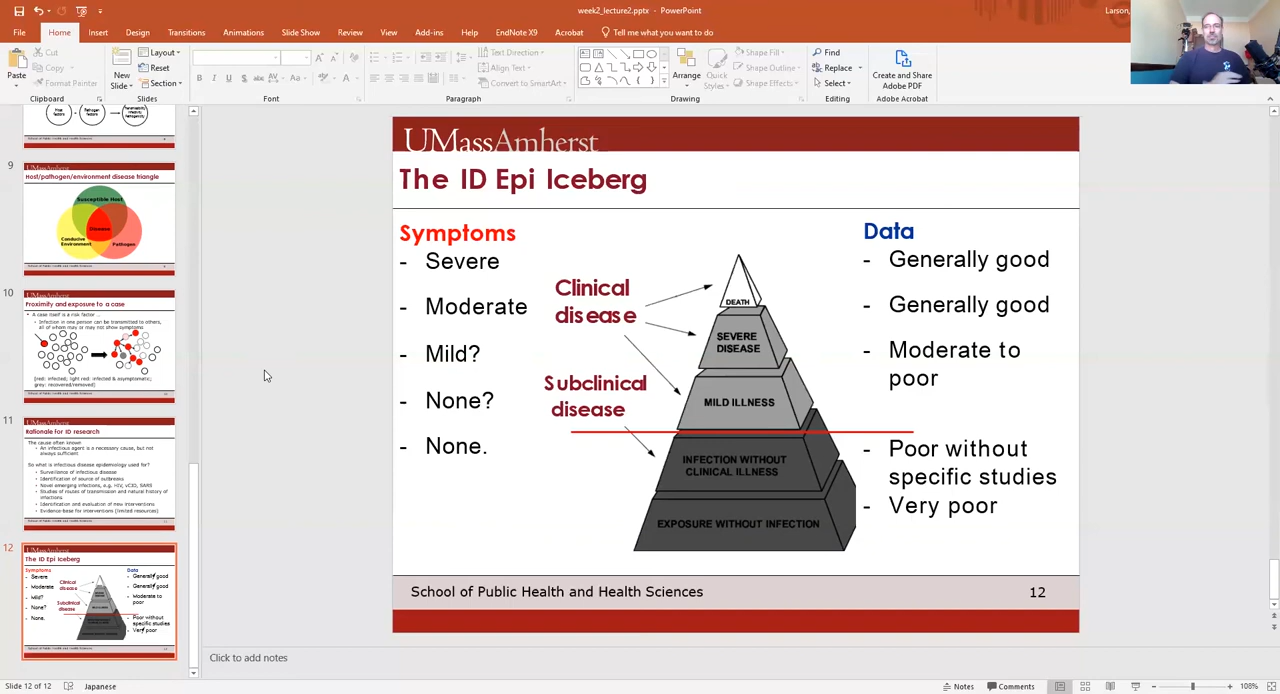 week2_lecture2.pptx - PowerPoint
Larson,
File Home Insert Design Transitions Animations Slide Show Review View Add-ins Help EndNote X9 Acrobat Tell me what you want to do
Paste
Cut
Copy
Format Painter
Clipboard
New
Slide
Layout
Reset
Section
Slides
Font
Text Direction
Align Text
Convert to SmartArt
Paragraph
Arrange
Quick
Styles
Shape Fill
Shape Outline
Shape Effects
Drawing
Find
Replace
Select
Editing
Create and Share
Adobe PDF
Adobe Acrobat
9
Host/pathogen/environment disease triangle
Susceptible Host
Disease
Conducive
Environment
Pathogen
10
Proximity and exposure to a case
A case itself is a risk factor ...
Infection in one person can be transmitted to others,
all of whom may or may not show symptoms
(red: infected; light red: infected & asymptomatic;
grey: recovered/removed)
11
Rationale for ID research
The cause often known
An infectious agent is a necessary cause, but not
always sufficient
So what is infectious disease epidemiology used for?
Surveillance of infectious disease
Identification of source of outbreaks
Novel emerging infections, e.g. HIV, vCJD, SARS
Studies of routes of transmission and natural history of
infections
Identification and evaluation of new interventions
Evidence-base for interventions (limited resources)
12
The ID Epi Iceberg
Symptoms
- Severe
- Moderate
- Mild?
- None?
- None.
Clinical
disease
Subclinical
disease
Data
- Generally good
- Generally good
- Moderate to
poor
- Poor without
specific studies
- Very poor
UMassAmherst
The ID Epi Iceberg
Symptoms
- Severe
- Moderate
- Mild?
- None?
- None.
Clinical
disease
Subclinical
disease
DEATH
SEVERE
DISEASE
MILD ILLNESS
INFECTION WITHOUT
CLINICAL ILLNESS
EXPOSURE WITHOUT INFECTION
Data
- Generally good
- Generally good
- Moderate to
poor
- Poor without
specific studies
- Very poor
School of Public Health and Health Sciences 12
Click to add notes
Slide 12 of 12 Japanese Notes Comments 108%